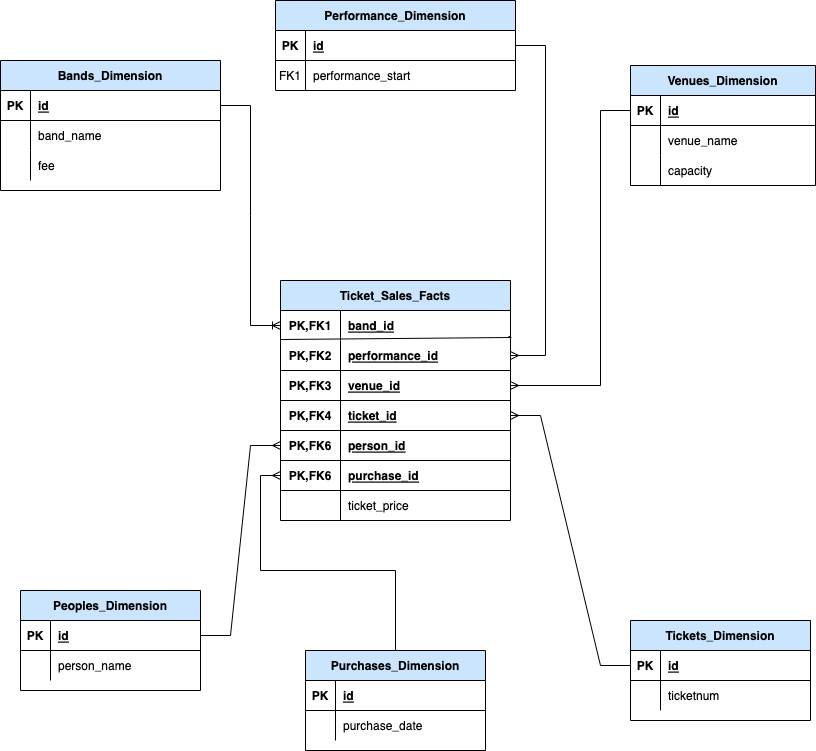 Performance_Dimension
PK id
FK1 performance_start
Bands_Dimension
PK id
band_name
fee
Venues_Dimension
PK id
venue_name
capacity
Ticket_Sales_Facts
PK,FK1 band_id
PK,FK2 performance_id
PK,FK3 venue_id
PK,FK4 ticket_id
PK,FK6 person_id
PK,FK6 purchase_id
ticket_price
Peoples_Dimension
PK id
person_name
Purchases_Dimension
PK id
purchase_date
Tickets_Dimension
PK id
ticketnum